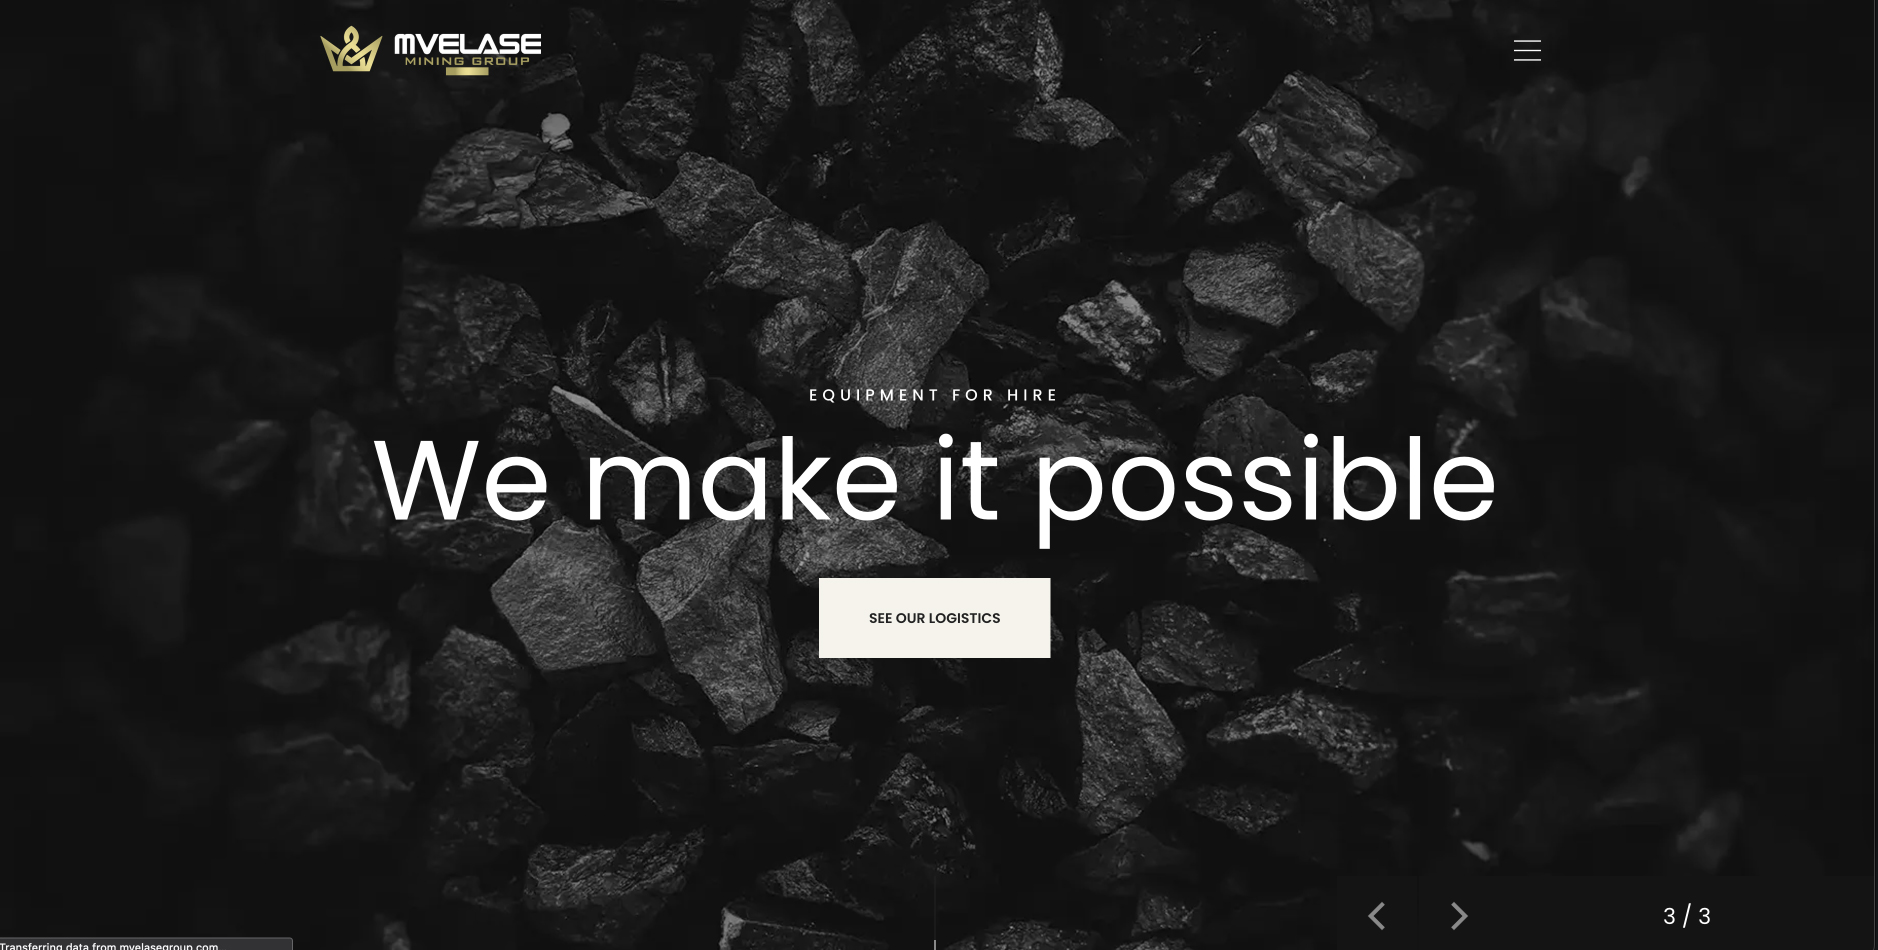 MVELASE
MINING GROUP
EQUIPMENT FOR HIRE
We make it possible
SEE OUR LOGISTICS
3 / 3
Transferring data from mvelasegroup.com